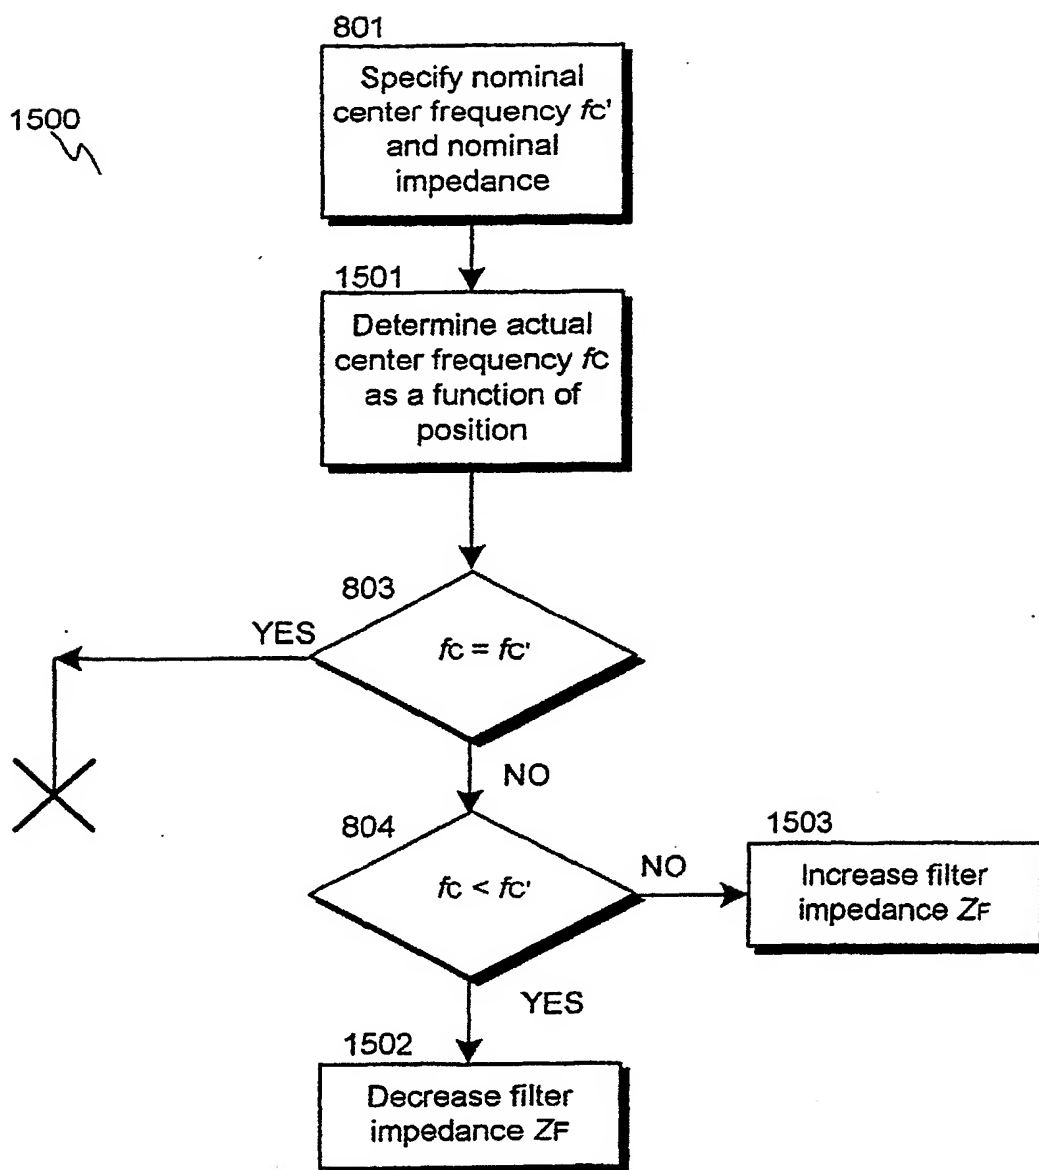 801
Specify nominal
center frequency fc'
and nominal
impedance
1500
1501
Determine actual
center frequency fc
as a function of
position
803
YES
fc = fc'
NO
804
fc < fc'
NO
1503
Increase filter
impedance ZF
YES
1502
Decrease filter
impedance ZF